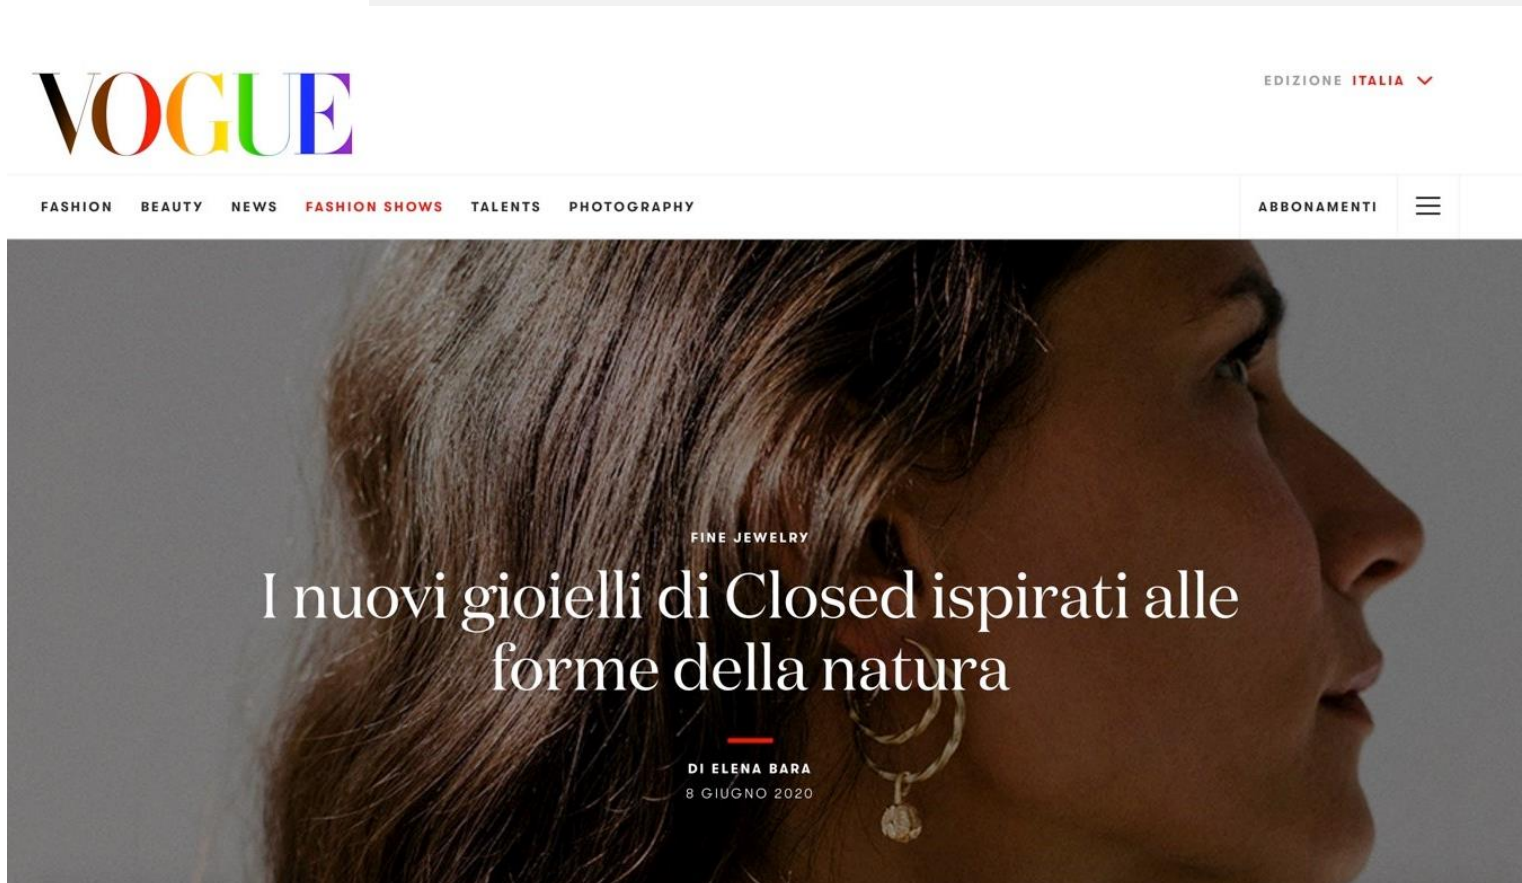 VOGUE
EDIZIONE ITALIA
FASHION BEAUTY NEWS FASHION SHOWS TALENTS PHOTOGRAPHY ABBONAMENTI
FINE JEWELRY
I nuovi gioielli di Closed ispirati alle
forme della natura
DI ELENA BARA
8 GIUGNO 2020